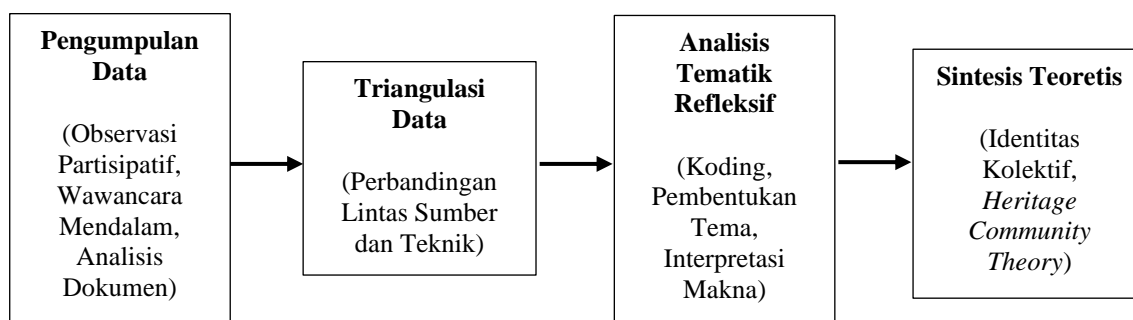 Pengumpulan
Data
(Observasi
Partisipatif,
Wawancara
Mendalam,
Analisis
Dokumen)
Triangulasi
Data
(Perbandingan
Lintas Sumber
dan Teknik)
Analisis
Tematik
Refleksif
(Koding,
Pembentukan
Tema,
Interpretasi
Makna)
Sintesis Teoretis
(Identitas
Kolektif,
Heritage
Community
Theory)